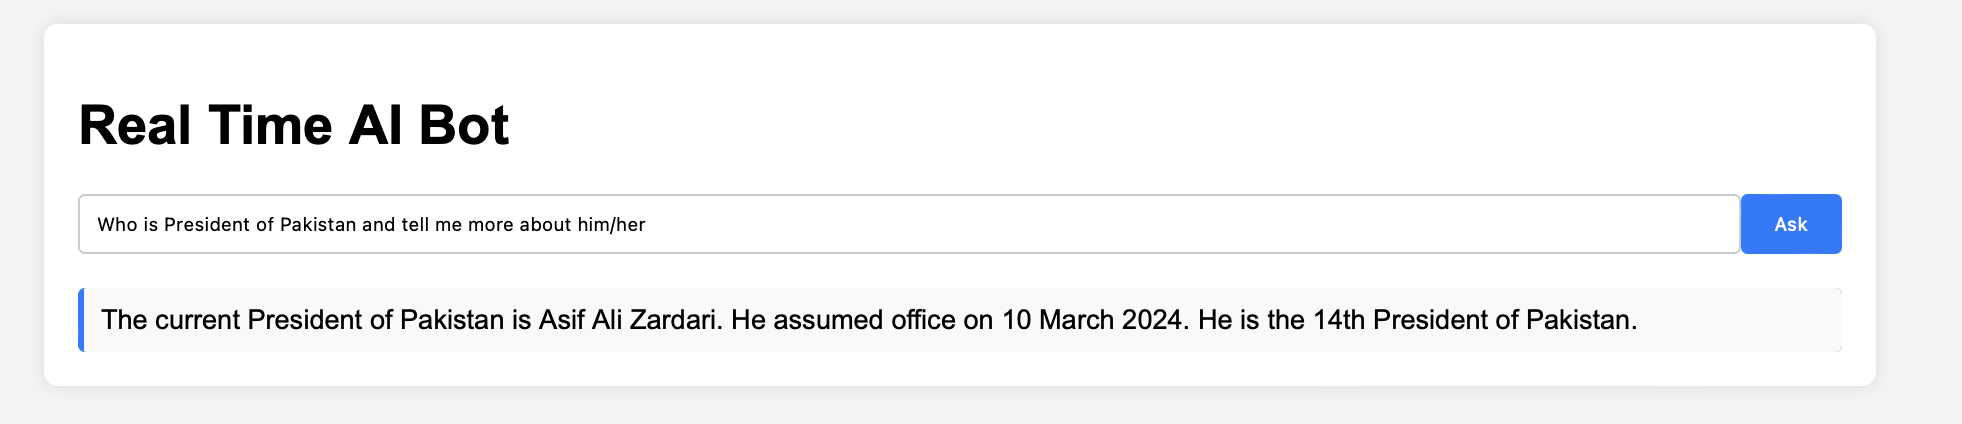 Real Time AI Bot
Who is President of Pakistan and tell me more about him/her
Ask
The current President of Pakistan is Asif Ali Zardari. He assumed office on 10 March 2024. He is the 14th President of Pakistan.